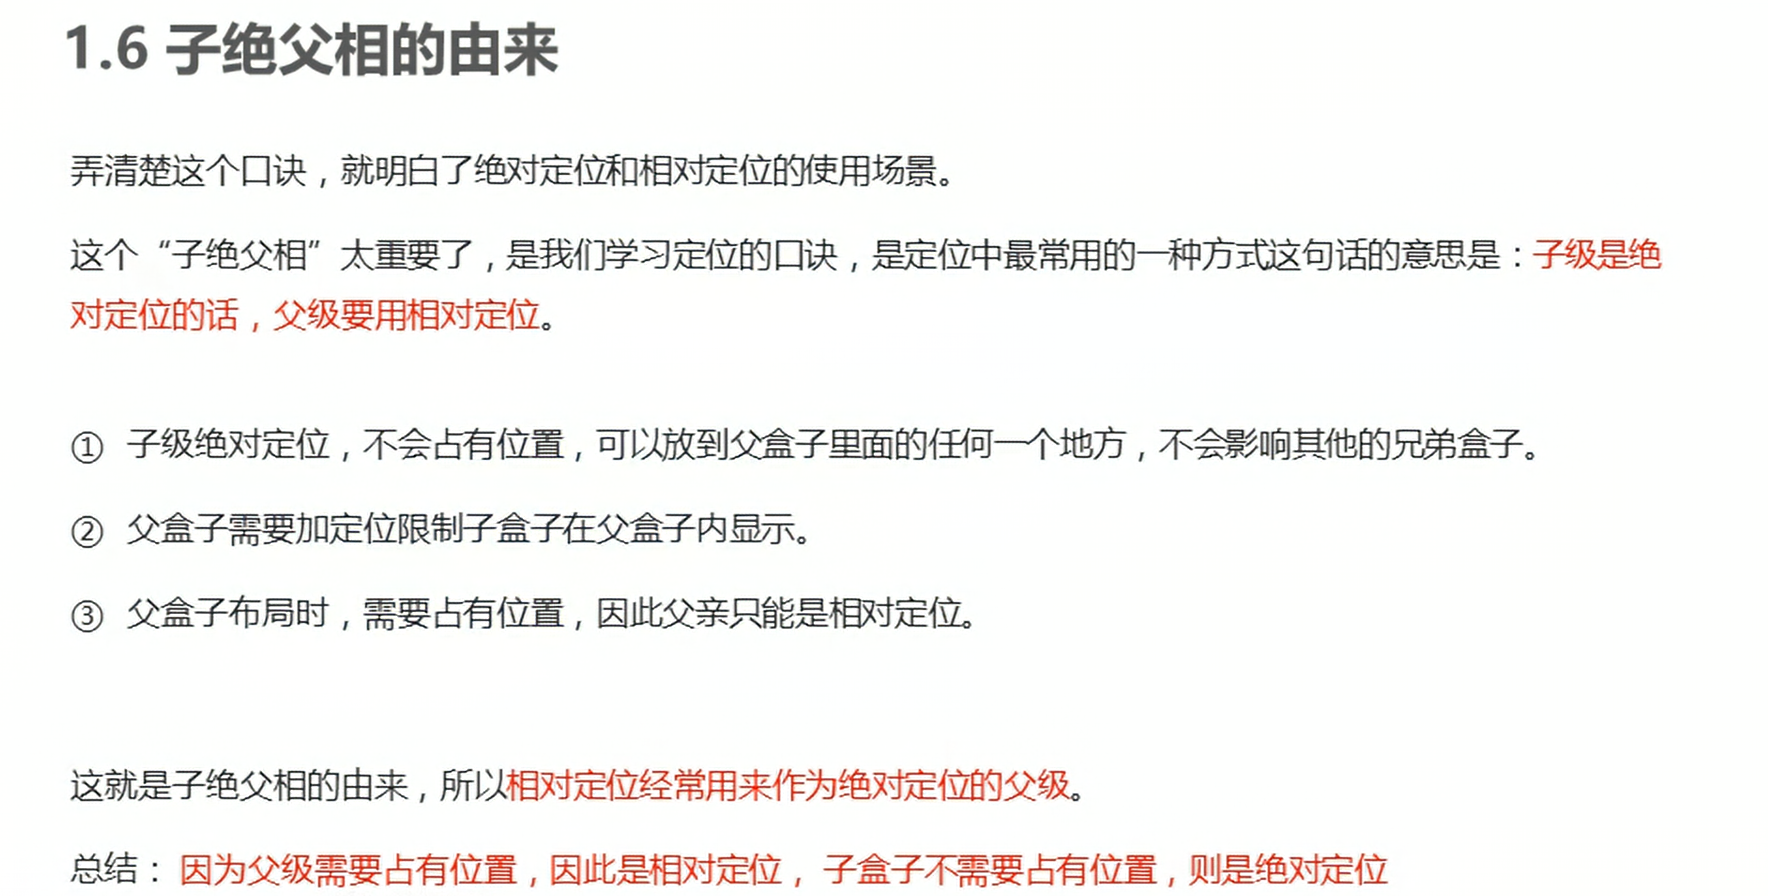 1.6 子绝父相的由来
弄清楚这个口诀，就明白了绝对定位和相对定位的使用场景。
这个“子绝父相”太重要了，是我们学习定位的口诀，是定位中最常用的一种方式这句话的意思是：子级是绝
对定位的话，父级要用相对定位。
① 子级绝对定位，不会占有位置，可以放到父盒子里面的任何一个地方，不会影响其他的兄弟盒子。
② 父盒子需要加定位限制子盒子在父盒子内显示。
③ 父盒子布局时，需要占有位置，因此父亲只能是相对定位。
这就是子绝父相的由来，所以相对定位经常用来作为绝对定位的父级。
总结： 因为父级需要占有位置，因此是相对定位， 子盒子不需要占有位置，则是绝对定位